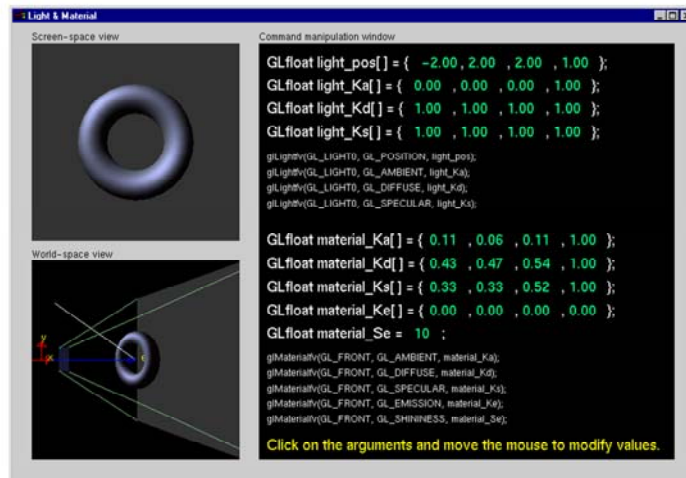 Light & Material
Screen-space view
Command manipulation window
GLfloat light_pos[ ] = { -2.00 , 2.00 , 2.00 , 1.00 };
GLfloat light_Ka[ ] = { 0.00 , 0.00 , 0.00 , 1.00 };
GLfloat light_Kd[ ] = { 1.00 , 1.00 , 1.00 , 1.00 };
GLfloat light_Ks[ ] = { 1.00 , 1.00 , 1.00 , 1.00 };
glLightfv(GL_LIGHT0, GL_POSITION, light_pos);
glLightfv(GL_LIGHT0, GL_AMBIENT, light_Ka);
glLightfv(GL_LIGHT0, GL_DIFFUSE, light_Kd);
glLightfv(GL_LIGHT0, GL_SPECULAR, light_Ks);
GLfloat material_Ka[ ] = { 0.11 , 0.06 , 0.11 , 1.00 };
GLfloat material_Kd[ ] = { 0.43 , 0.47 , 0.54 , 1.00 };
GLfloat material_Ks[ ] = { 0.33 , 0.33 , 0.52 , 1.00 };
GLfloat material_Ke[ ] = { 0.00 , 0.00 , 0.00 , 0.00 };
GLfloat material_Se = 10 ;
glMaterialfv(GL_FRONT, GL_AMBIENT, material_Ka);
glMaterialfv(GL_FRONT, GL_DIFFUSE, material_Kd);
glMaterialfv(GL_FRONT, GL_SPECULAR, material_Ks);
glMaterialfv(GL_FRONT, GL_EMISSION, material_Ke);
glMaterialfv(GL_FRONT, GL_SHININESS, material_Se);
Click on the arguments and move the mouse to modify values.
World-space view
y
x